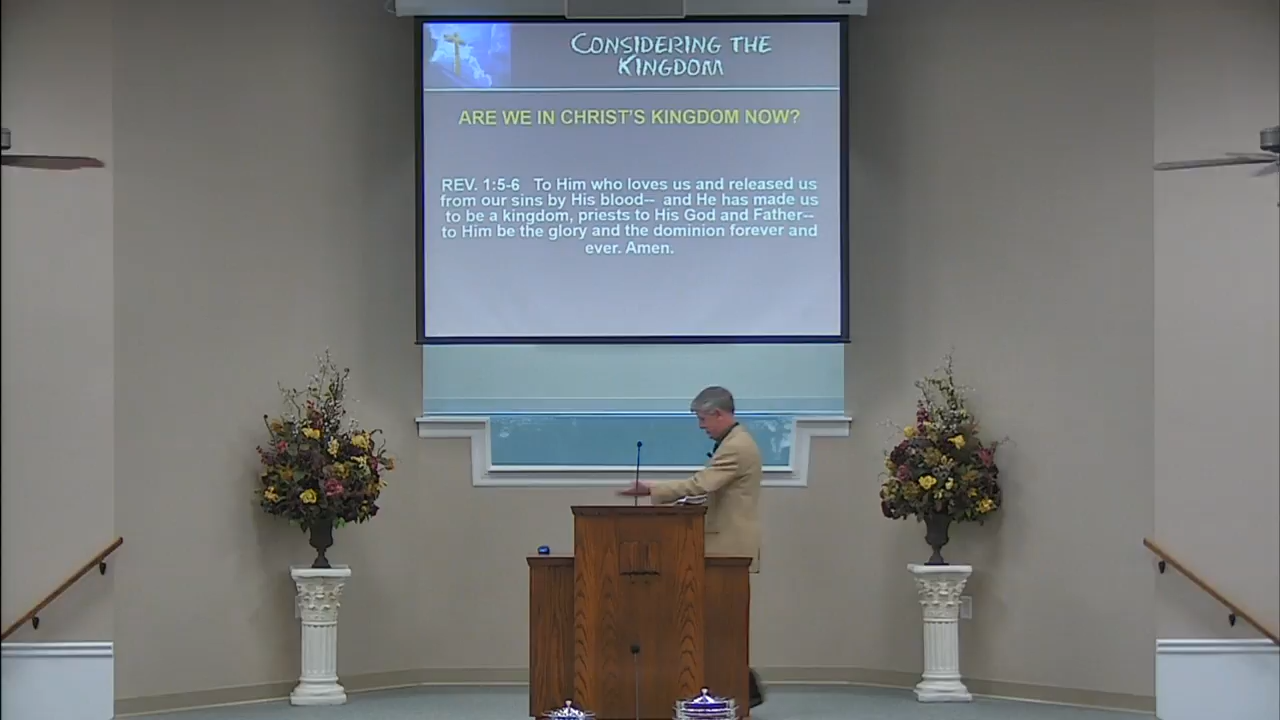 CONSIDERING THE
KINGDOM
ARE WE IN CHRIST'S KINGDOM NOW?
REV. 1:5-6 To Him who loves us and released us
from our sins by His blood-- and He has made us
to be a kingdom, priests to His God and Father--
to Him be the glory and the dominion forever and
ever. Amen.